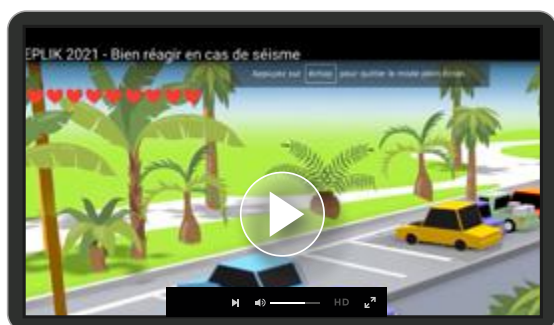 EPLIK 2021 - Bien réagir en cas de séisme
Appuyez sur Échap pour quitter le mode plein écran
HD